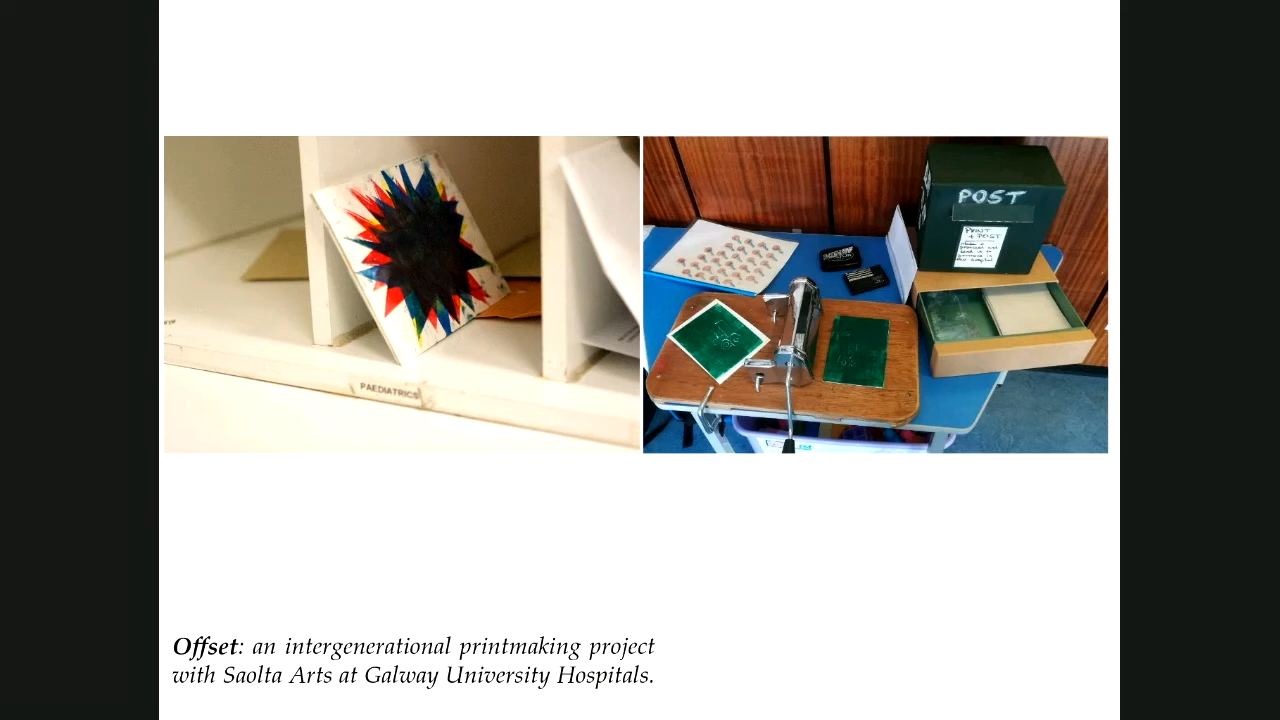 PAEDIATRICS
POST
PRINT
+ POST
Offset: an intergenerational printmaking project
with Saolta Arts at Galway University Hospitals.